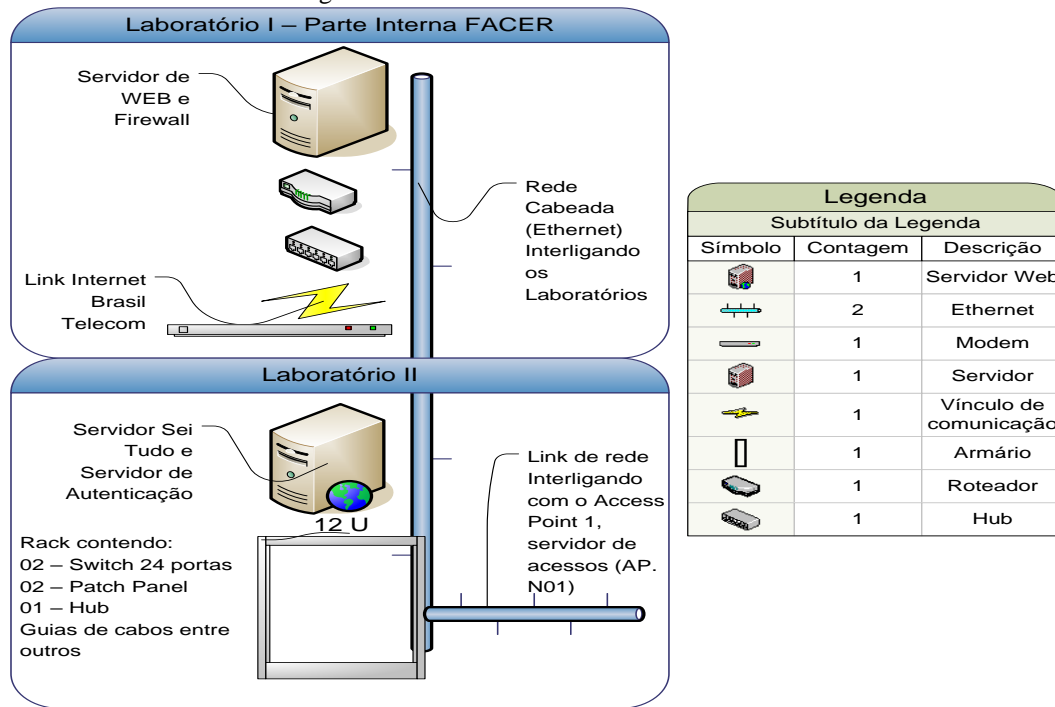 Laboratório I – Parte Interna FACER
Servidor de
WEB e
Firewall
Rede
Cabeada
(Ethernet)
Interligando
os
Laboratórios
Link Internet
Brasil
Telecom
Laboratório II
Servidor Sei
Tudo e
Servidor de
Autenticação
12 U
Rack contendo:
02 – Switch 24 portas
02 – Patch Panel
01 – Hub
Guias de cabos entre
outros
Link de rede
Interligando
com o Access
Point 1,
servidor de
acessos (AP.
N01)
Legenda
Subtítulo da Legenda
Símbolo Contagem Descrição
1 Servidor Web
2 Ethernet
1 Modem
1 Servidor
1 Vínculo de
comunicação
1 Armário
1 Roteador
1 Hub